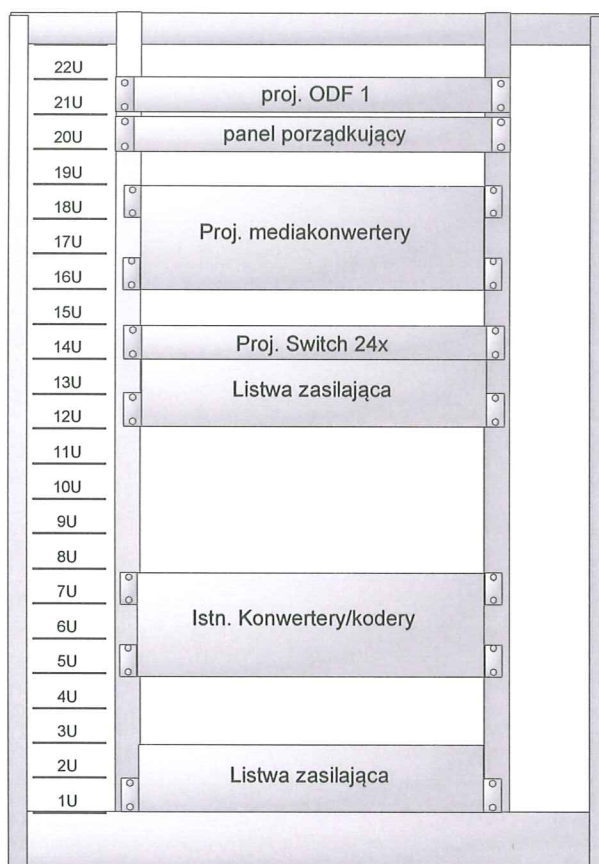 22U
21U
proj. ODF 1
20U
panel porządkujący
19U
18U
Proj. mediakonwertery
17U
16U
15U
14U
Proj. Switch 24x
13U
Listwa zasilająca
12U
11U
10U
9U
8U
7U
Istn. Konwertery/kodery
6U
5U
4U
3U
2U
Listwa zasilająca
1U